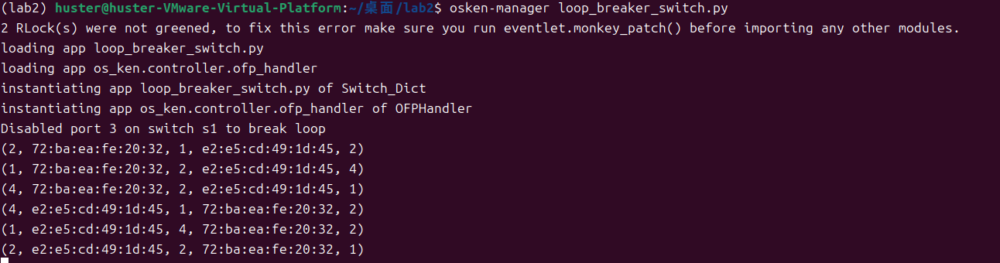 (lab2) huster@huster-VMware-Virtual-Platform:~/桌面/lab2$ osken-manager loop_breaker_switch.py
2 RLock(s) were not greened, to fix this error make sure you run eventlet.monkey_patch() before importing any other modules.
loading app loop_breaker_switch.py
loading app os_ken.controller.ofp_handler
instantiating app loop_breaker_switch.py of Switch_Dict
instantiating app os_ken.controller.ofp_handler of OFPHandler
Disabled port 3 on switch s1 to break loop
(2, 72:ba:ea:fe:20:32, 1, e2:e5:cd:49:1d:45, 2)
(1, 72:ba:ea:fe:20:32, 2, e2:e5:cd:49:1d:45, 4)
(4, 72:ba:ea:fe:20:32, 2, e2:e5:cd:49:1d:45, 1)
(4, e2:e5:cd:49:1d:45, 1, 72:ba:ea:fe:20:32, 2)
(1, e2:e5:cd:49:1d:45, 4, 72:ba:ea:fe:20:32, 2)
(2, e2:e5:cd:49:1d:45, 2, 72:ba:ea:fe:20:32, 1)